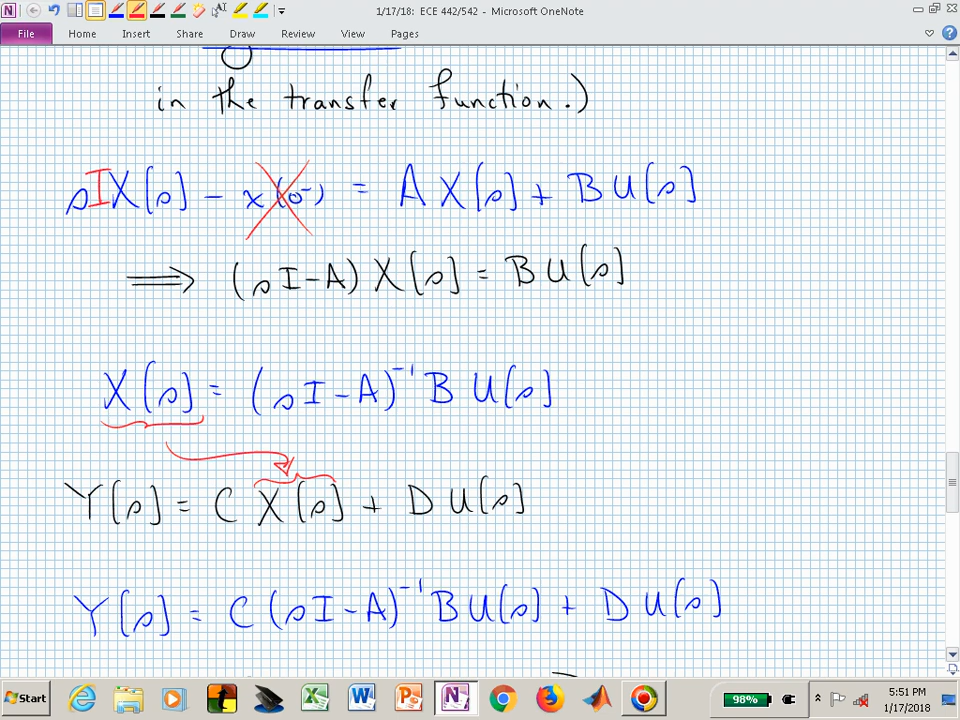 1/17/18: ECE 442/542 - Microsoft OneNote
File Home Insert Share Draw Review View Pages
in the transfer function.)
sIX(s) - x(0⁻) = AX(s) + BU(s)
⟹ (sI-A)X(s) = BU(s)
X(s) = (sI-A)⁻¹BU(s)
Y(s) = CX(s) + DU(s)
Y(s) = C(sI-A)⁻¹BU(s) + DU(s)
Start 98% 5:51 PM
1/17/2018